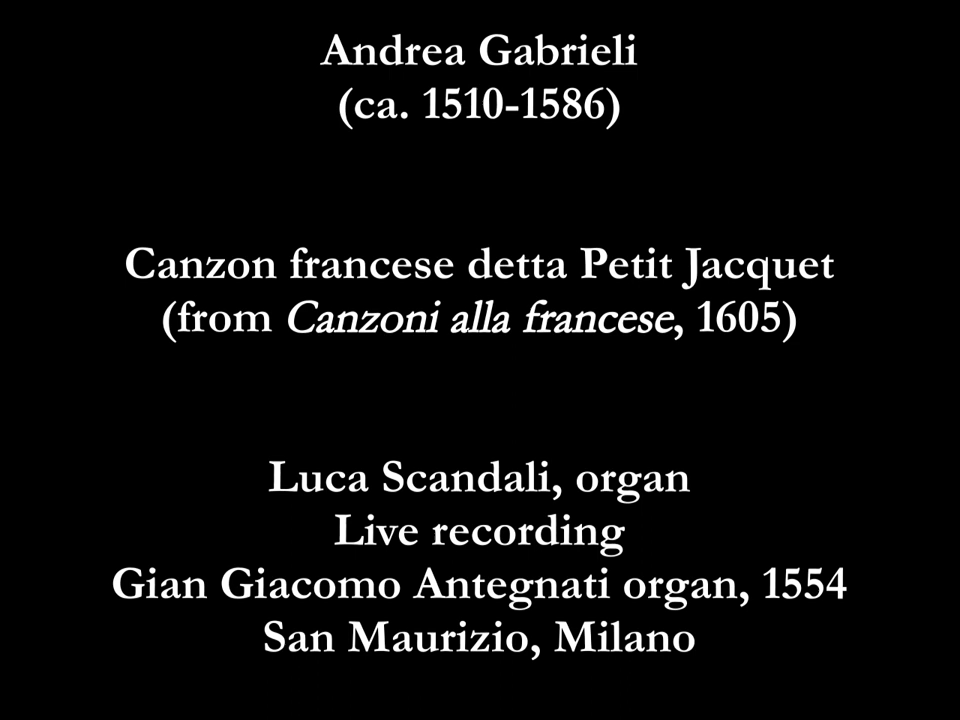 Andrea Gabrieli
(ca. 1510-1586)
Canzon francese detta Petit Jacquet
(from Canzoni alla francese, 1605)
Luca Scandali, organ
Live recording
Gian Giacomo Antegnati organ, 1554
San Maurizio, Milano